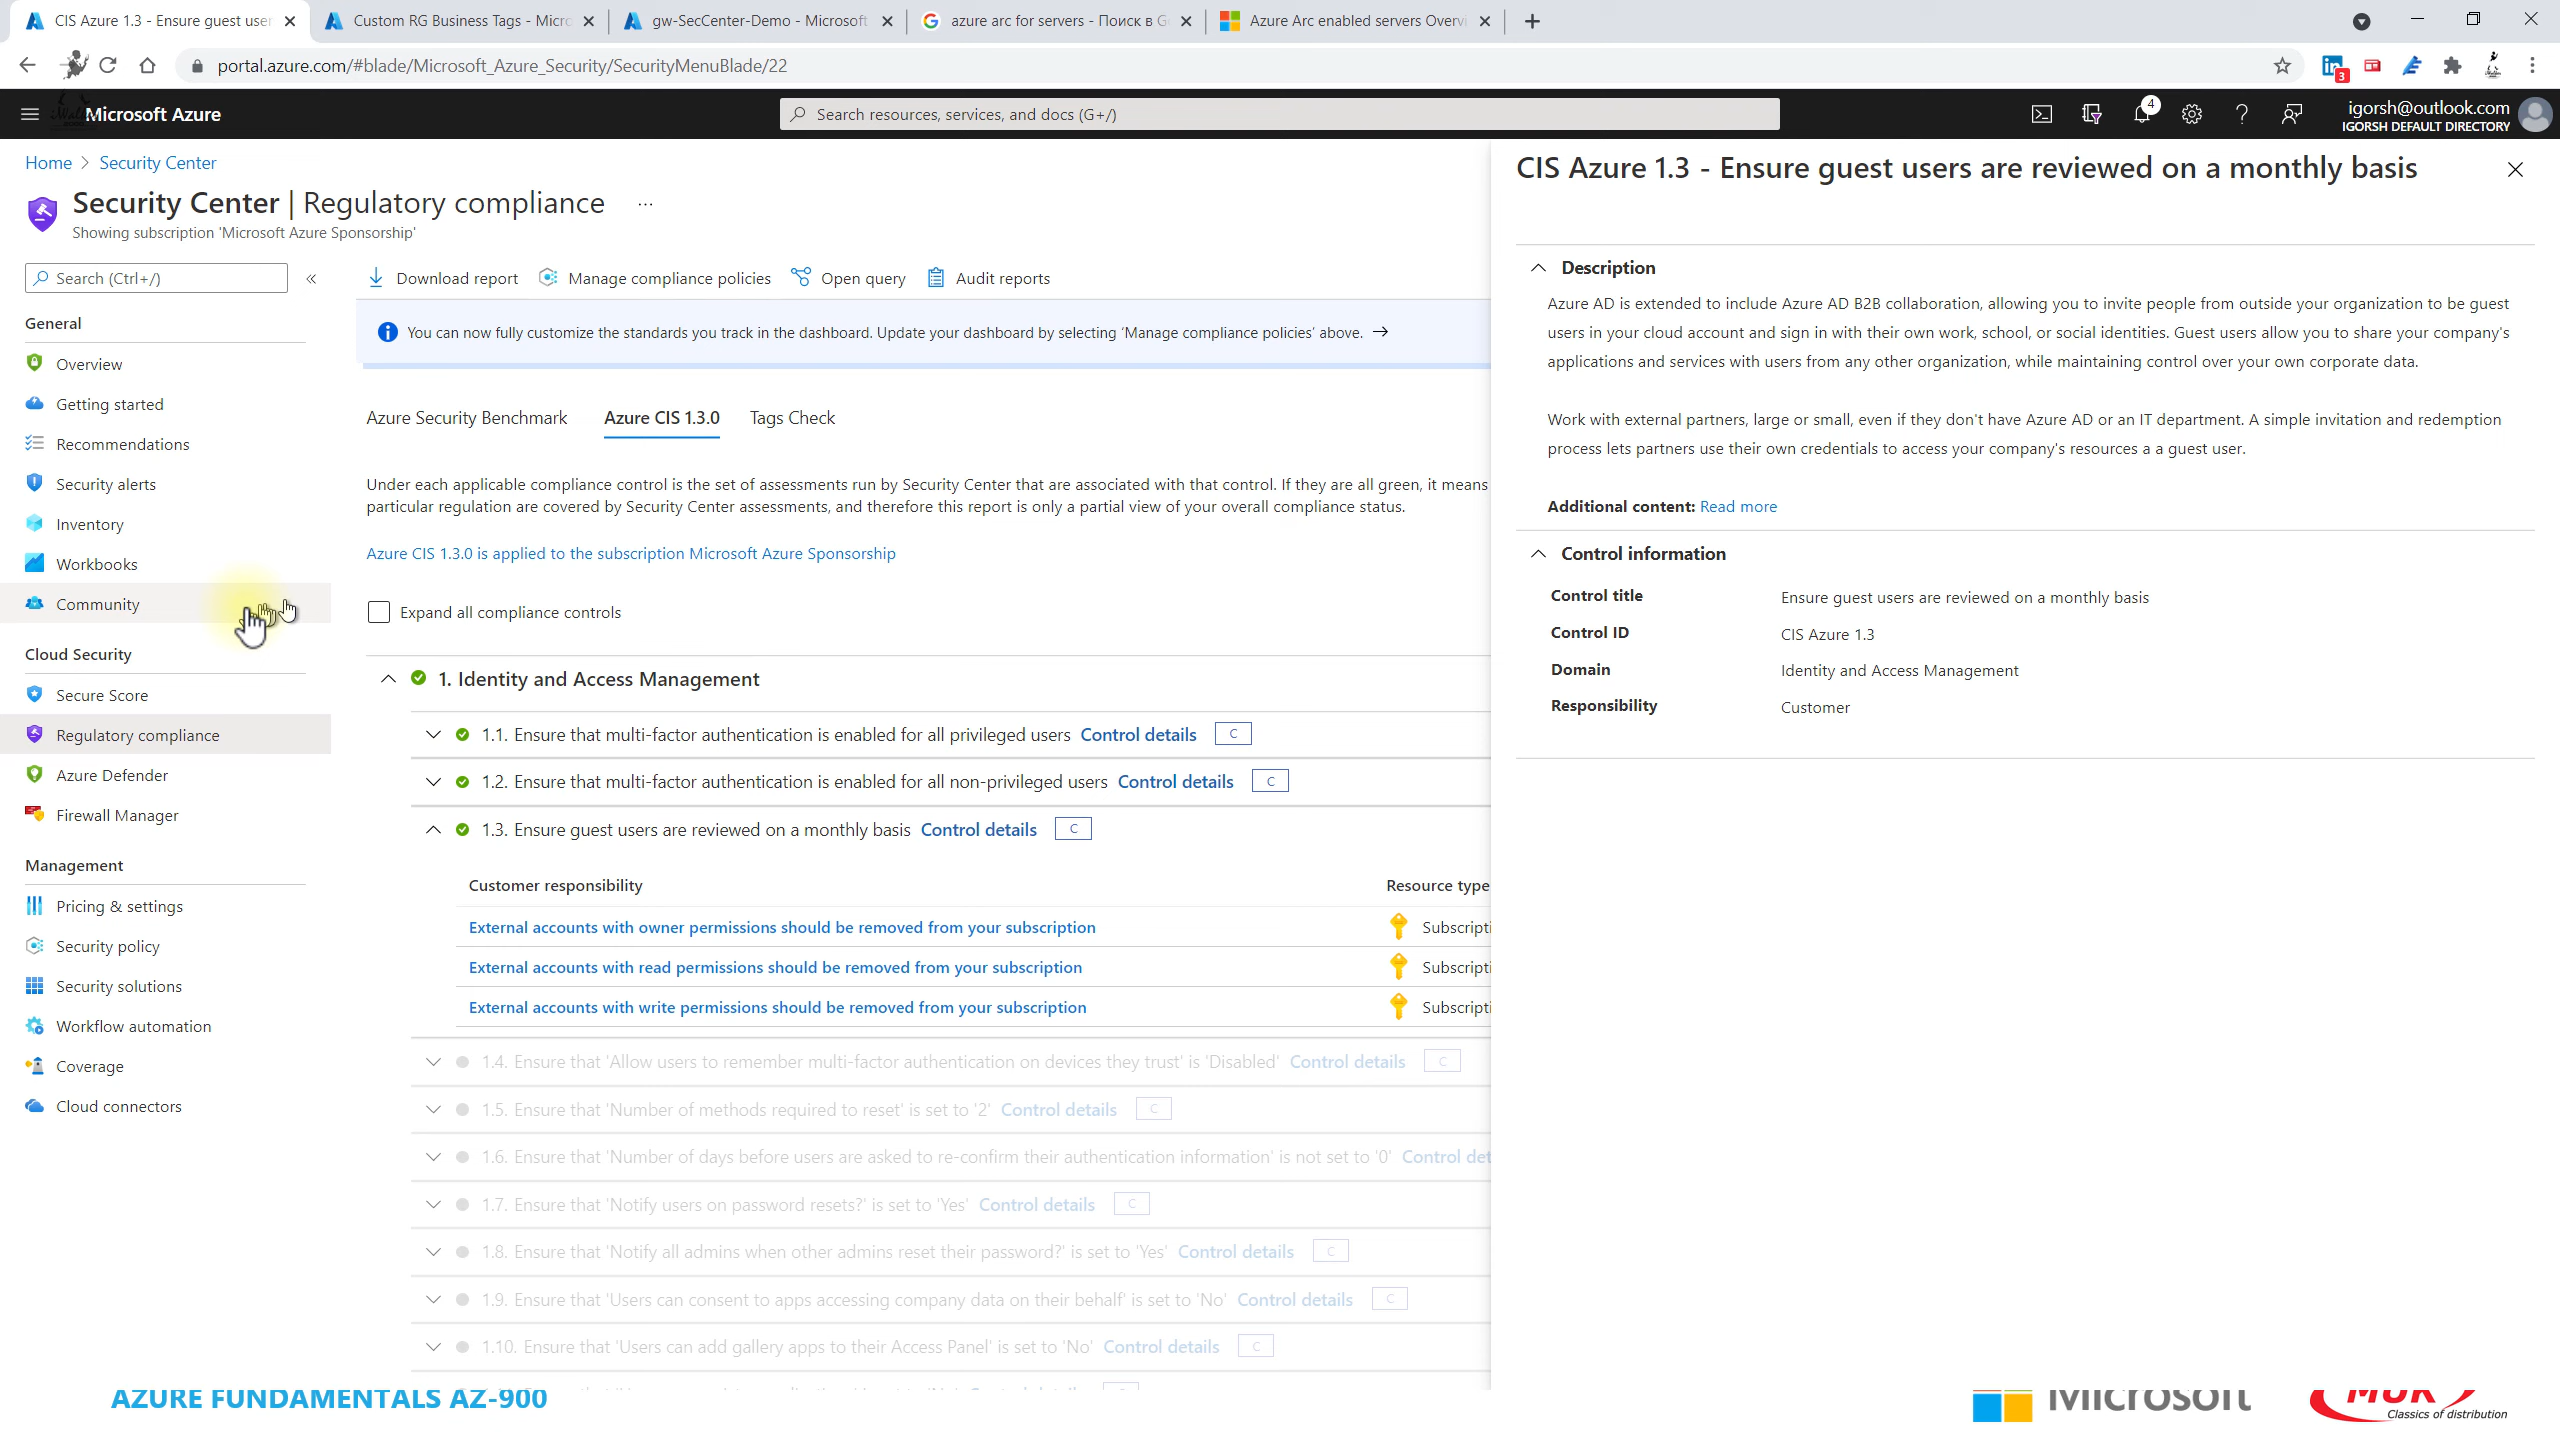 CIS Azure 1.3 - Ensure guest user
Custom RG Business Tags - Micro
gw-SecCenter-Demo - Microsoft
azure arc for servers - Поиск в G
Azure Arc enabled servers Overvi
portal.azure.com/#blade/Microsoft_Azure_Security/SecurityMenuBlade/22
3
Microsoft Azure
Search resources, services, and docs (G+/)
4
igorsh@outlook.com
IGORSH DEFAULT DIRECTORY
Home > Security Center
Security Center | Regulatory compliance ...
Showing subscription 'Microsoft Azure Sponsorship'
Search (Ctrl+/)
«
General
Overview
Getting started
Recommendations
Security alerts
Inventory
Workbooks
Community
Cloud Security
Secure Score
Regulatory compliance
Azure Defender
Firewall Manager
Management
Pricing & settings
Security policy
Security solutions
Workflow automation
Coverage
Cloud connectors
Download report
Manage compliance policies
Open query
Audit reports
You can now fully customize the standards you track in the dashboard. Update your dashboard by selecting 'Manage compliance policies' above. →
Azure Security Benchmark
Azure CIS 1.3.0
Tags Check
Under each applicable compliance control is the set of assessments run by Security Center that are associated with that control. If they are all green, it means
particular regulation are covered by Security Center assessments, and therefore this report is only a partial view of your overall compliance status.
Azure CIS 1.3.0 is applied to the subscription Microsoft Azure Sponsorship
Expand all compliance controls
1. Identity and Access Management
1.1. Ensure that multi-factor authentication is enabled for all privileged users Control details C
1.2. Ensure that multi-factor authentication is enabled for all non-privileged users Control details C
1.3. Ensure guest users are reviewed on a monthly basis Control details C
Customer responsibility Resource type
External accounts with owner permissions should be removed from your subscription Subscripti
External accounts with read permissions should be removed from your subscription Subscripti
External accounts with write permissions should be removed from your subscription Subscripti
1.4. Ensure that 'Allow users to remember multi-factor authentication on devices they trust' is 'Disabled' Control details C
1.5. Ensure that 'Number of methods required to reset' is set to '2' Control details C
1.6. Ensure that 'Number of days before users are asked to re-confirm their authentication information' is not set to '0' Control det
1.7. Ensure that 'Notify users on password resets?' is set to 'Yes' Control details C
1.8. Ensure that 'Notify all admins when other admins reset their password?' is set to 'Yes' Control details C
1.9. Ensure that 'Users can consent to apps accessing company data on their behalf' is set to 'No' Control details C
1.10. Ensure that 'Users can add gallery apps to their Access Panel' is set to 'No' Control details C
CIS Azure 1.3 - Ensure guest users are reviewed on a monthly basis
Description
Azure AD is extended to include Azure AD B2B collaboration, allowing you to invite people from outside your organization to be guest
users in your cloud account and sign in with their own work, school, or social identities. Guest users allow you to share your company's
applications and services with users from any other organization, while maintaining control over your own corporate data.
Work with external partners, large or small, even if they don't have Azure AD or an IT department. A simple invitation and redemption
process lets partners use their own credentials to access your company's resources a a guest user.
Additional content: Read more
Control information
Control title Ensure guest users are reviewed on a monthly basis
Control ID CIS Azure 1.3
Domain Identity and Access Management
Responsibility Customer
AZURE FUNDAMENTALS AZ-900
Microsoft
MUK
Classics of distribution